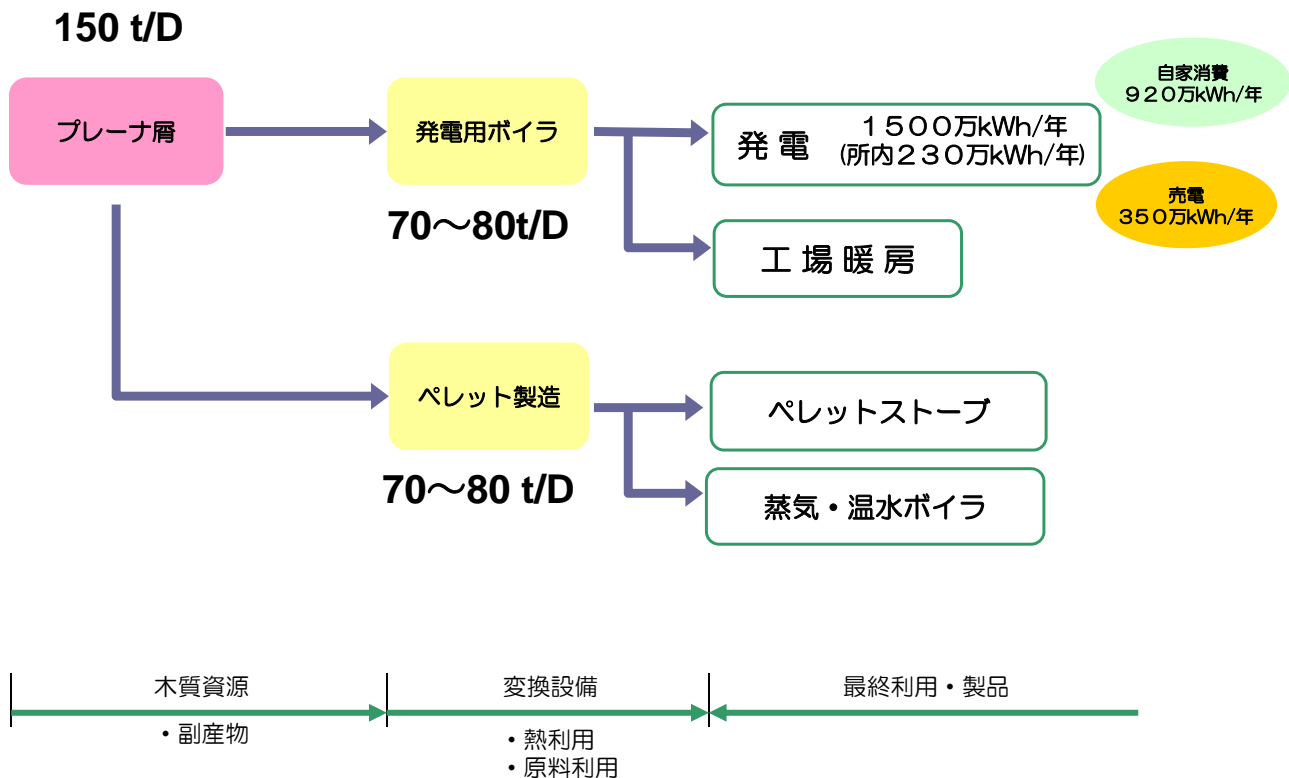 150 t/D
プレーナ屑
発電用ボイラ
70~80t/D
発 電
1500万kWh/年
(所内230万kWh/年)
自家消費
920万kWh/年
売電
350万kWh/年
工 場 暖 房
ペレット製造
70~80 t/D
ペレットストーブ
蒸気・温水ボイラ
木質資源
・副産物
変換設備
・熱利用
・原料利用
最終利用・製品